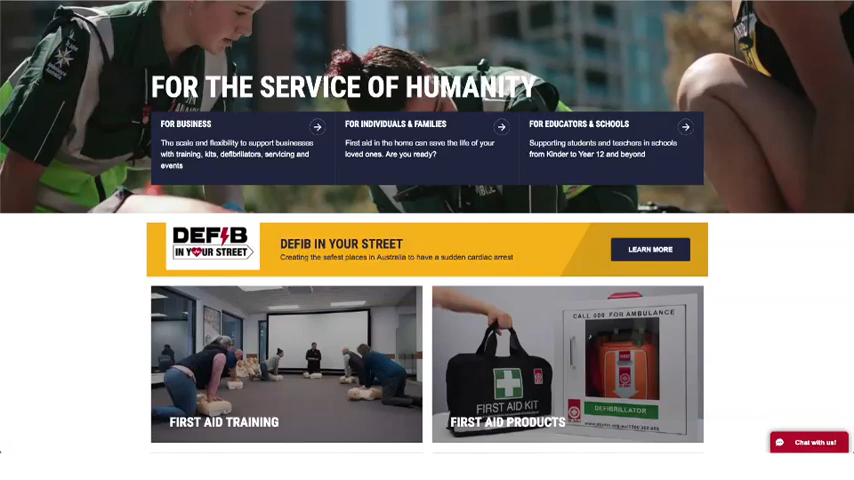 FOR THE SERVICE OF HUMANITY
FOR BUSINESS
The scale and flexibility to support businesses
with training, kits, defibrillators, servicing and
events
FOR INDIVIDUALS & FAMILIES
First aid in the home can save the life of your
loved ones. Are you ready?
FOR EDUCATORS & SCHOOLS
Supporting students and teachers in schools
from Kinder to Year 12 and beyond
DEFIB
IN YOUR STREET
DEFIB IN YOUR STREET
Creating the safest places in Australia to have a sudden cardiac arrest
LEARN MORE
FIRST AID TRAINING
CALL 000 FOR AMBULANCE
FIRST AID KIT
DEFIBRILLATOR
FIRST AID PRODUCTS
Chat with us!